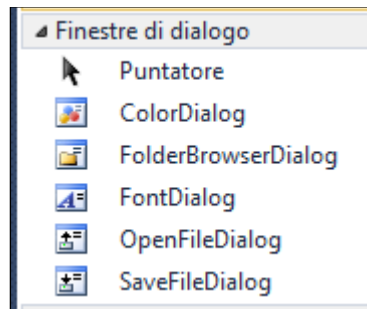 Finestre di dialogo
Puntatore
ColorDialog
FolderBrowserDialog
FontDialog
OpenFileDialog
SaveFileDialog